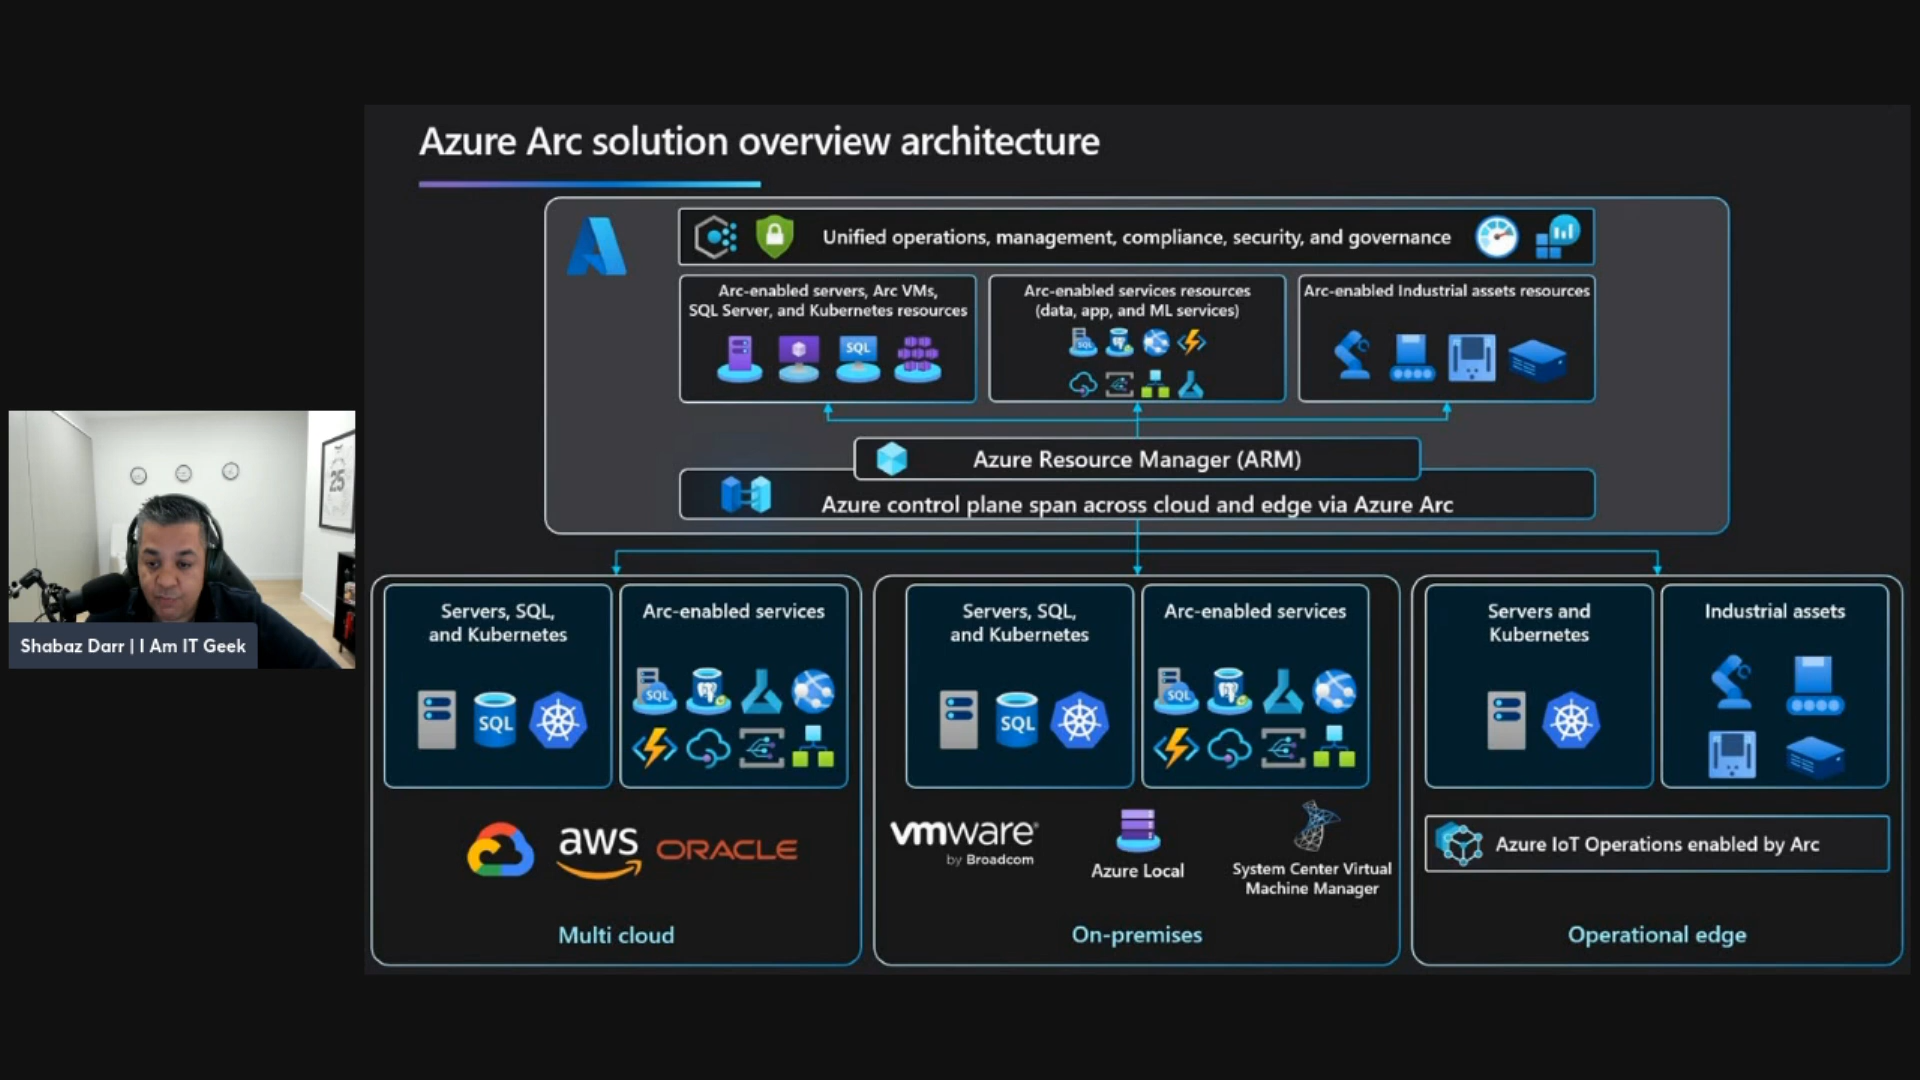 Azure Arc solution overview architecture
Unified operations, management, compliance, security, and governance
Arc-enabled servers, Arc VMs,
SQL Server, and Kubernetes resources
SQL
Arc-enabled services resources
(data, app, and ML services)
SQL
Arc-enabled Industrial assets resources
Azure Resource Manager (ARM)
Azure control plane span across cloud and edge via Azure Arc
25
Shabaz Darr | I Am IT Geek
Servers, SQL,
and Kubernetes
SQL
Arc-enabled services
SQL
aws
ORACLE
Multi cloud
Servers, SQL,
and Kubernetes
SQL
Arc-enabled services
SQL
vmware®
by Broadcom
Azure Local
System Center Virtual
Machine Manager
On-premises
Servers and
Kubernetes
Industrial assets
Azure IoT Operations enabled by Arc
Operational edge